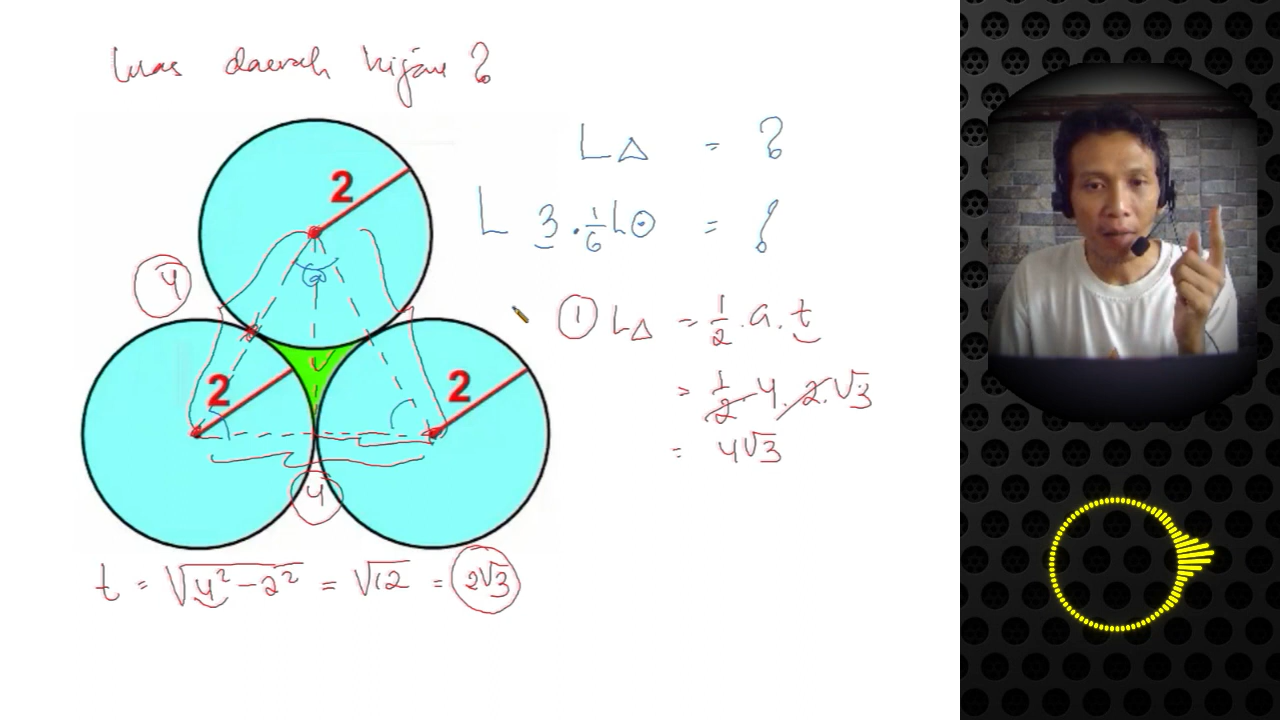 luas daerah hijau ?
L△ = ?
L 3 . 1/6 L⊙ = ?
2
4
α
① L△ = 1/2 . a . t
2
2
= 1/2 . 4 . 2 . √3
= 4√3
4
t = √4² - 2² = √12 = 2√3